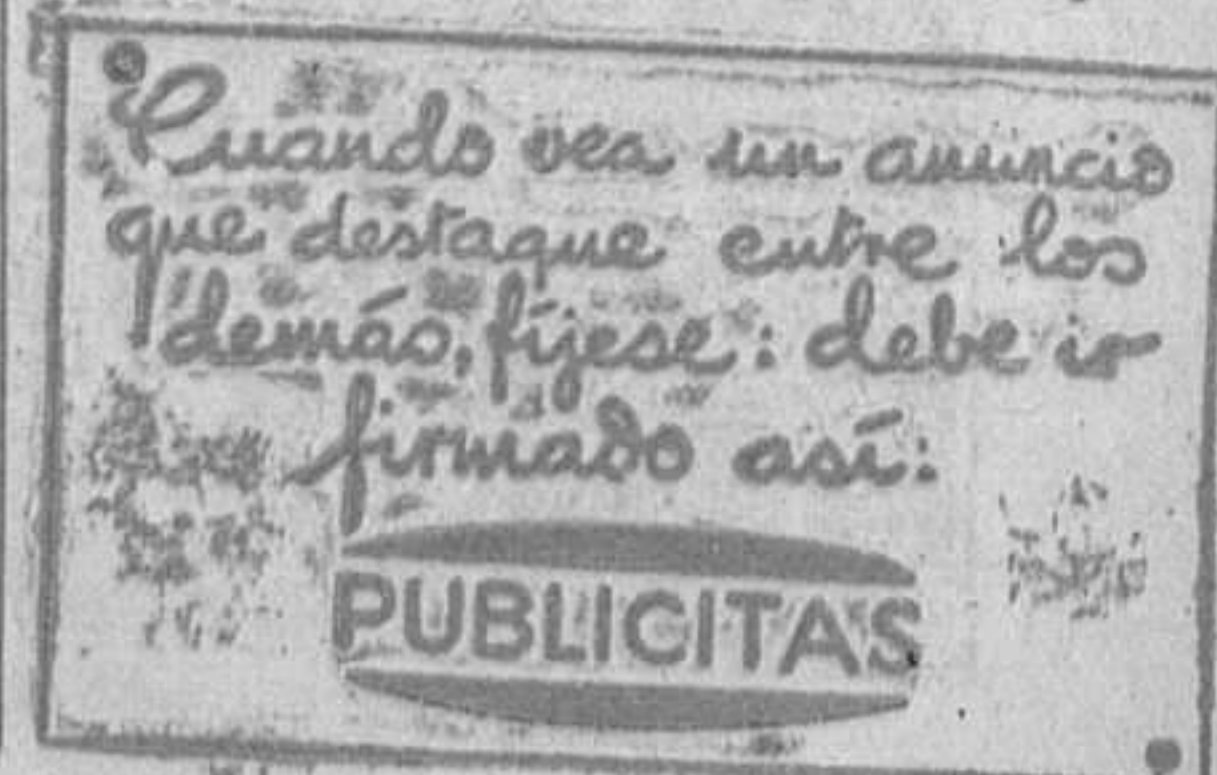 Cuando vea un anuncio
que destaque entre los
demás, fíjese: debe ir
firmado así:
PUBLICITAS